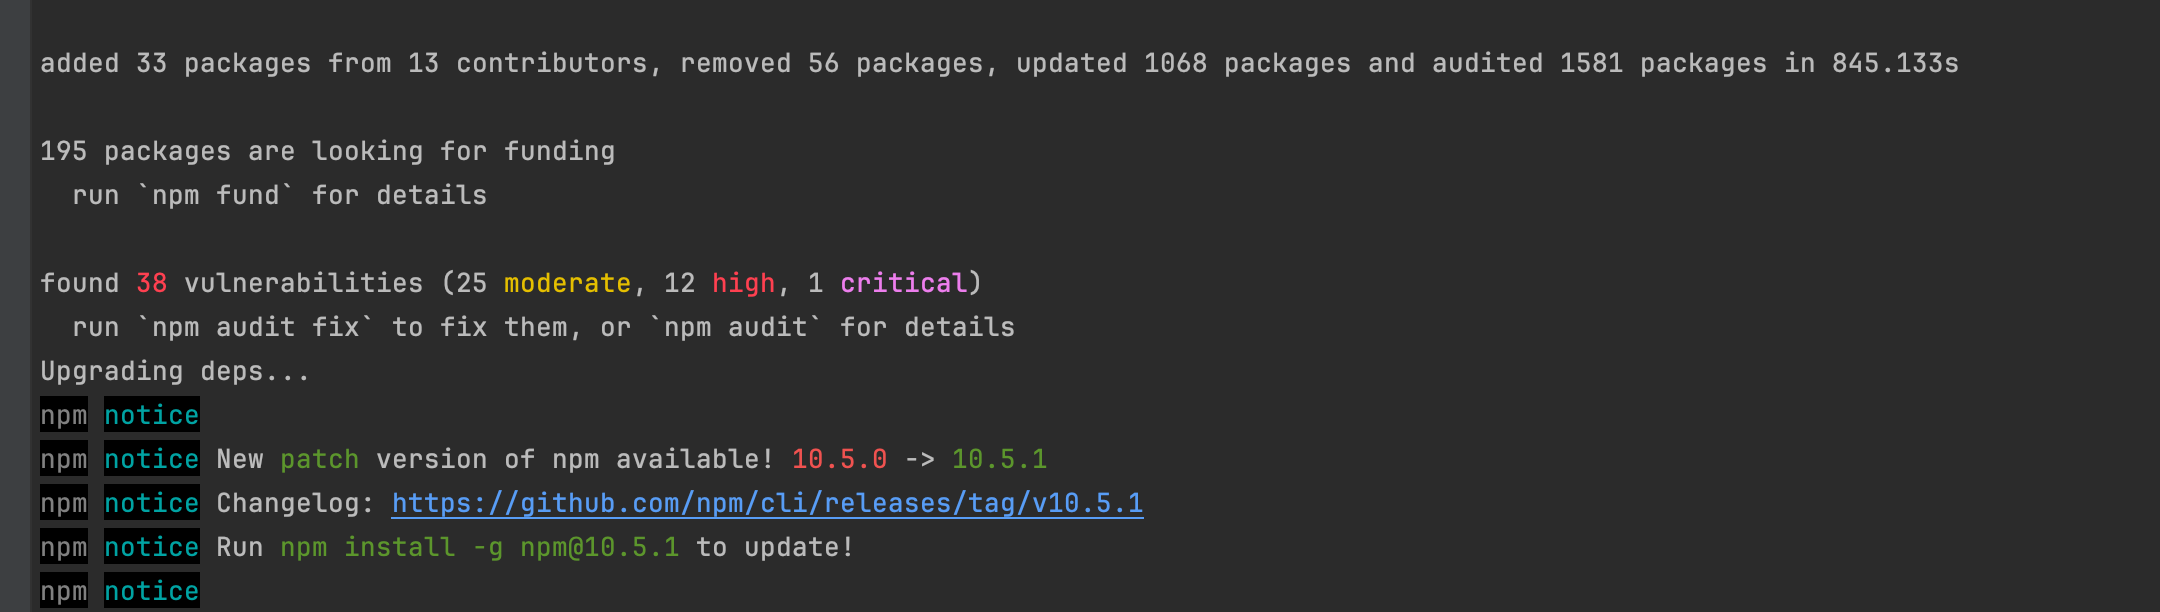 added 33 packages from 13 contributors, removed 56 packages, updated 1068 packages and audited 1581 packages in 845.133s
195 packages are looking for funding
run `npm fund` for details
found 38 vulnerabilities (25 moderate, 12 high, 1 critical)
run `npm audit fix` to fix them, or `npm audit` for details
Upgrading deps...
npm notice
npm notice New patch version of npm available! 10.5.0 -> 10.5.1
npm notice Changelog: https://github.com/npm/cli/releases/tag/v10.5.1
npm notice Run npm install -g npm@10.5.1 to update!
npm notice